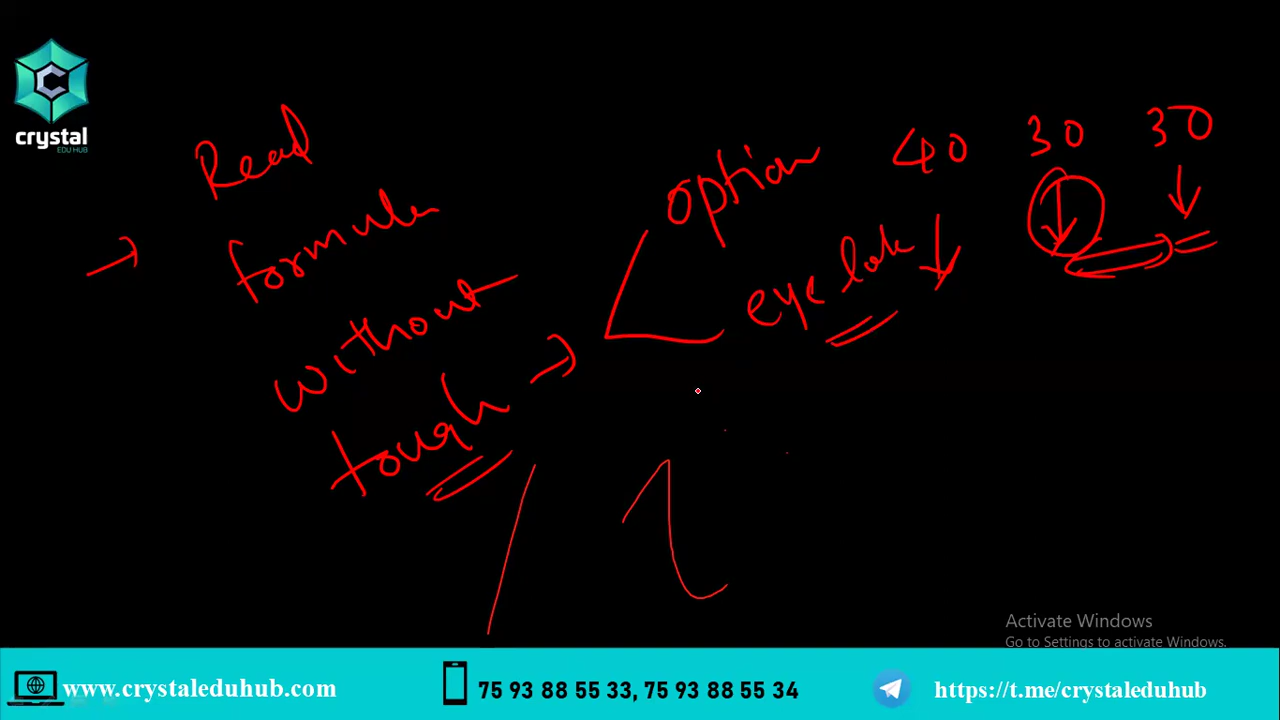 crystal
EDU HUB
Read
formula
without
tough
option
eye look
40 30 30
Activate Windows
Go to Settings to activate Windows.
www.crystaleduhub.com
75 93 88 55 33, 75 93 88 55 34
https://t.me/crystaleduhub